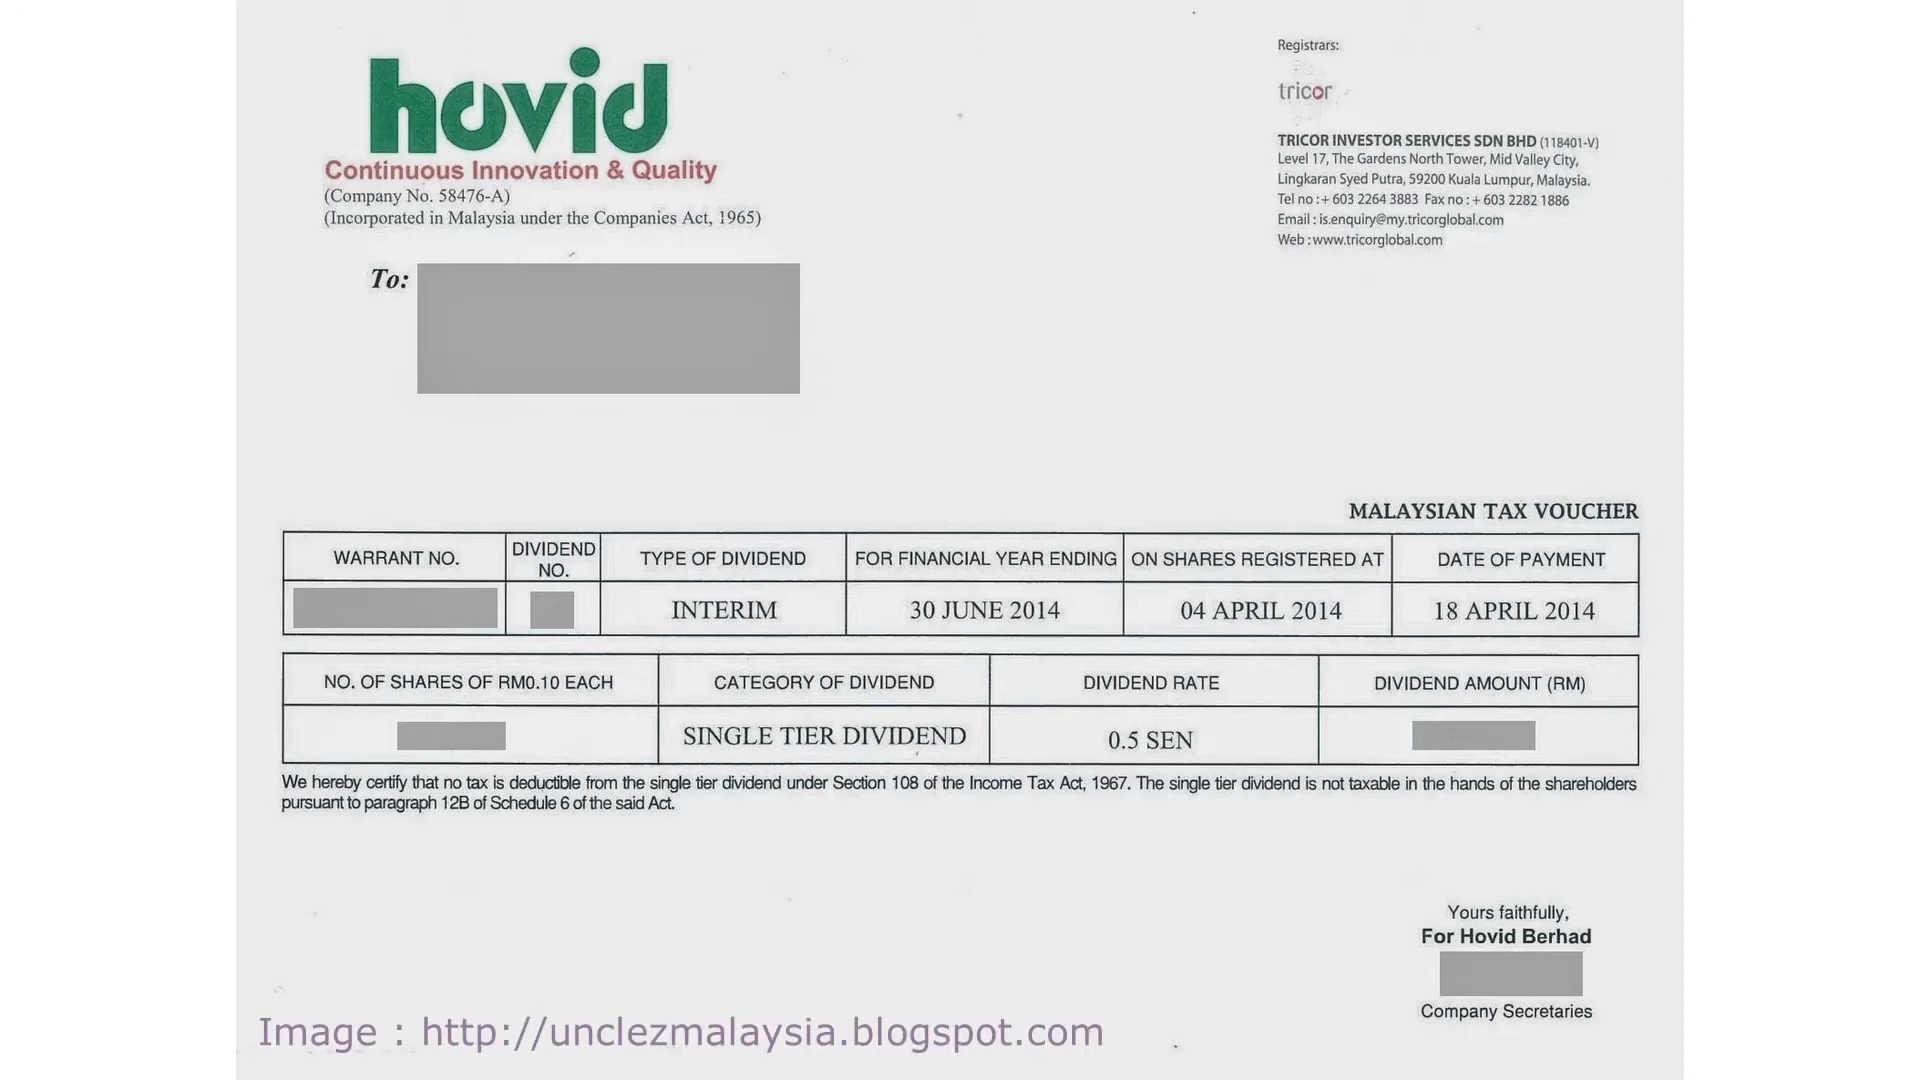 hovid
Continuous Innovation & Quality
(Company No. 58476-A)
(Incorporated in Malaysia under the Companies Act, 1965)
Registrars:
tricor
TRICOR INVESTOR SERVICES SDN BHD (118401-V)
Level 17, The Gardens North Tower, Mid Valley City,
Lingkaran Syed Putra, 59200 Kuala Lumpur, Malaysia.
Tel no : + 603 2264 3883 Fax no : + 603 2282 1886
Email : is.enquiry@my.tricorglobal.com
Web : www.tricorglobal.com
To:
MALAYSIAN TAX VOUCHER
WARRANT NO. DIVIDEND NO. TYPE OF DIVIDEND FOR FINANCIAL YEAR ENDING ON SHARES REGISTERED AT DATE OF PAYMENT
INTERIM 30 JUNE 2014 04 APRIL 2014 18 APRIL 2014
NO. OF SHARES OF RM0.10 EACH CATEGORY OF DIVIDEND DIVIDEND RATE DIVIDEND AMOUNT (RM)
SINGLE TIER DIVIDEND 0.5 SEN
We hereby certify that no tax is deductible from the single tier dividend under Section 108 of the Income Tax Act, 1967. The single tier dividend is not taxable in the hands of the shareholders
pursuant to paragraph 12B of Schedule 6 of the said Act.
Yours faithfully,
For Hovid Berhad
Company Secretaries
Image : http://unclezmalaysia.blogspot.com